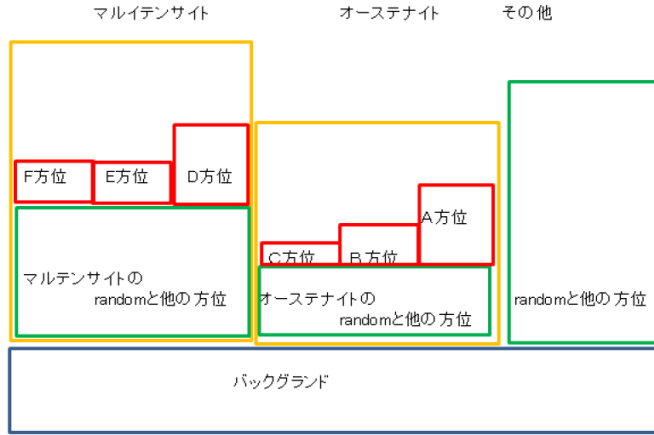 マルイテンサイト オーステナイト その他
F方位 E方位 D方位
A方位
C方位 B方位
マルテンサイトの
randomと他の方位
オーステナイトの
randomと他の方位
randomと他の方位
バックグランド